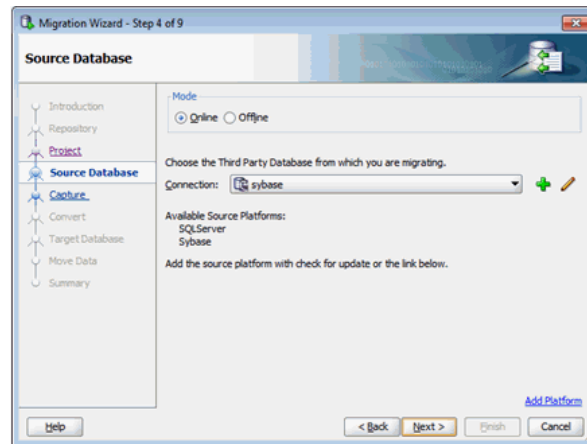 Migration Wizard - Step 4 of 9
Source Database
Introduction
Repository
Project
Source Database
Capture
Convert
Target Database
Move Data
Summary
Mode
Online Offline
Choose the Third Party Database from which you are migrating.
Connection: sybase
Available Source Platforms:
SQLServer
Sybase
Add the source platform with check for update or the link below.
Add Platform
Help < Back Next > Finish Cancel